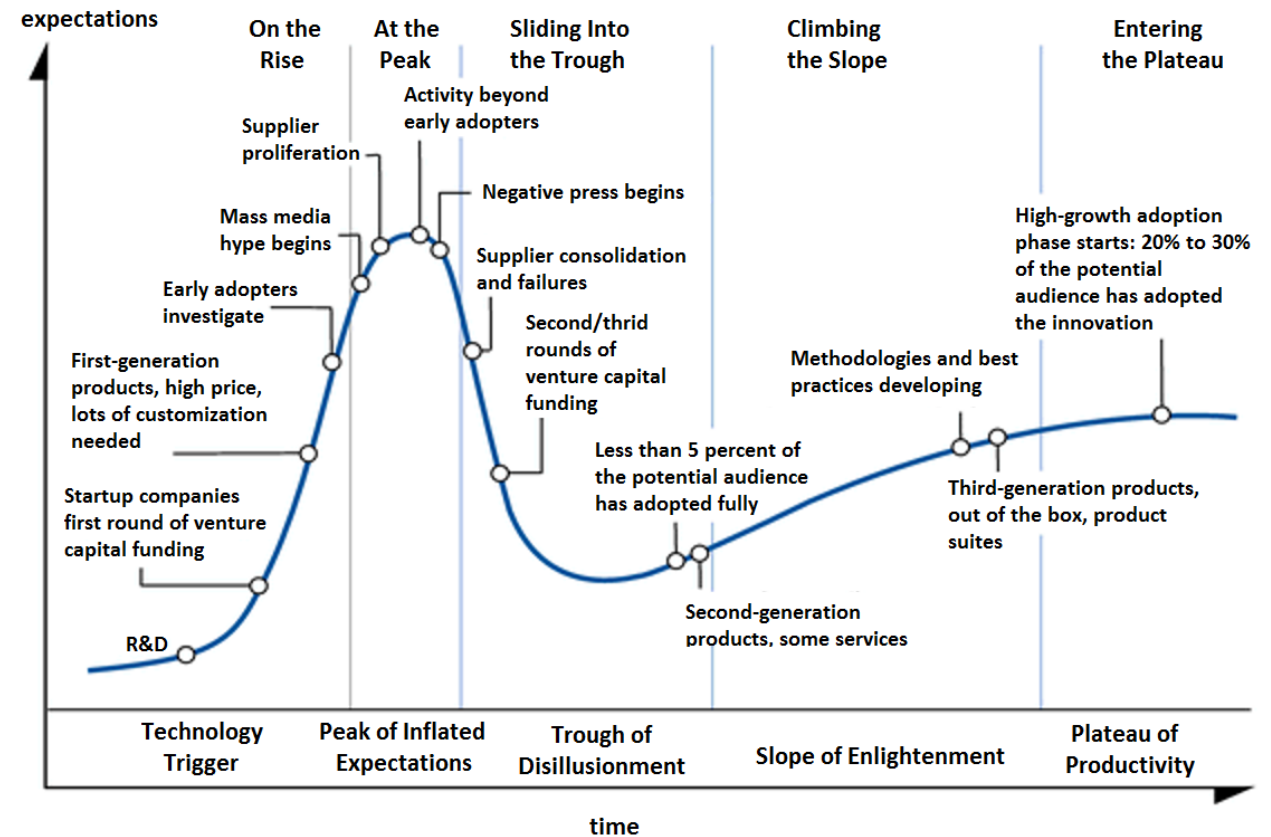 expectations
On the
Rise
At the
Peak
Sliding Into
the Trough
Climbing
the Slope
Entering
the Plateau
Activity beyond
early adopters
Supplier
proliferation
Negative press begins
Mass media
hype begins
High-growth adoption
phase starts: 20% to 30%
of the potential
audience has adopted
the innovation
Supplier consolidation
and failures
Early adopters
investigate
Second/thrid
rounds of
venture capital
funding
First-generation
products, high price,
lots of customization
needed
Methodologies and best
practices developing
Less than 5 percent of
the potential audience
has adopted fully
Startup companies
first round of venture
capital funding
Third-generation products,
out of the box, product
suites
Second-generation
products, some services
R&D
Technology
Trigger
Peak of Inflated
Expectations
Trough of
Disillusionment
Slope of Enlightenment
Plateau of
Productivity
time